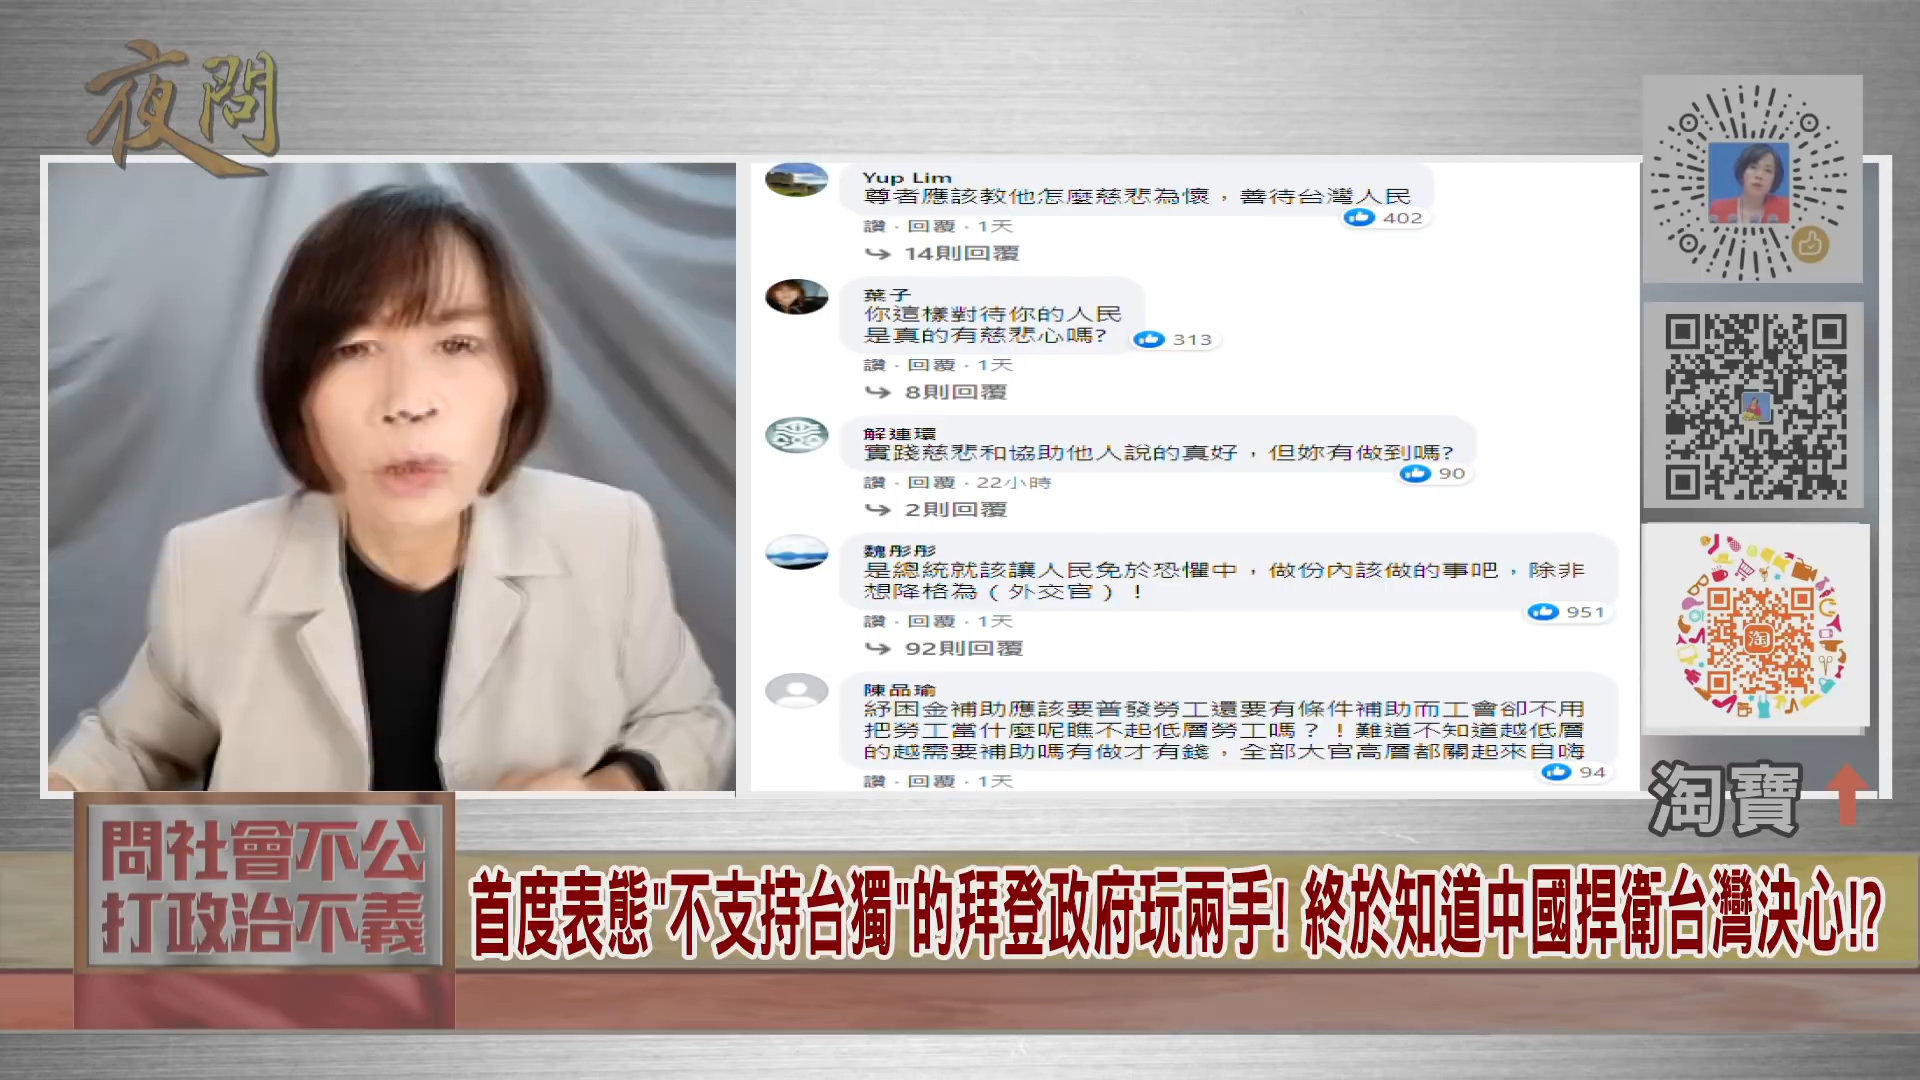 夜問
Yup Lim
尊者應該教他怎麼慈悲為懷，善待台灣人民
402
讚 · 回覆 · 1天
14則回覆
葉子
你這樣對待你的人民
是真的有慈悲心嗎?
313
讚 · 回覆 · 1天
8則回覆
解連環
實踐慈悲和協助他人說的真好，但妳有做到嗎?
90
讚 · 回覆 · 22小時
2則回覆
魏彤彤
是總統就該讓人民免於恐懼中，做份內該做的事吧，除非
想降格為（外交官）！
951
讚 · 回覆 · 1天
92則回覆
陳品瑜
紓困金補助應該要普發勞工還要有條件補助而工會卻不用
把勞工當什麼呢瞧不起低層勞工嗎？！難道不知道越低層
的越需要補助嗎有做才有錢，全部大官高層都關起來自嗨
94
讚 · 回覆 · 1天
淘
淘寶
問社會不公
打政治不義
首度表態"不支持台獨"的拜登政府玩兩手! 終於知道中國捍衛台灣決心!?